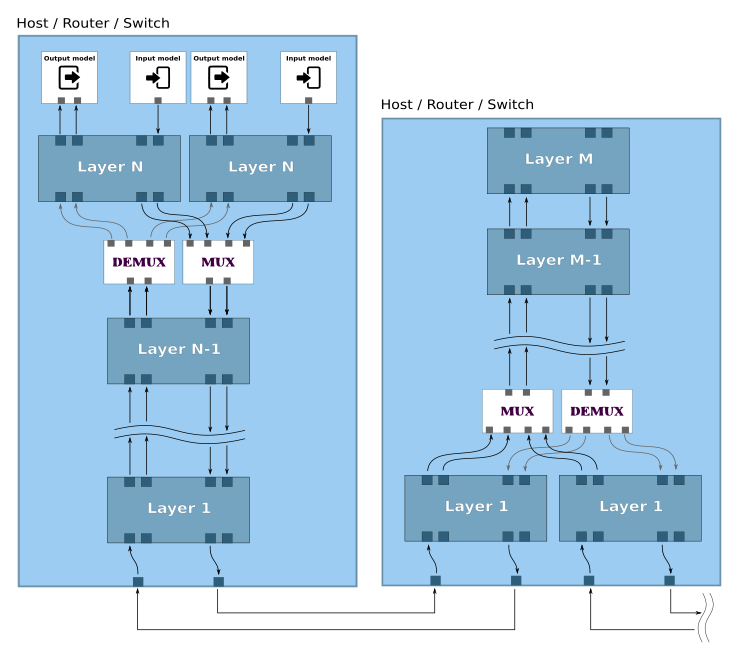 Host / Router / Switch
Output model
Input model
Output model
Input model
Layer N
Layer N
DEMUX
MUX
Layer N-1
Layer 1
Host / Router / Switch
Layer M
Layer M-1
MUX
DEMUX
Layer 1
Layer 1